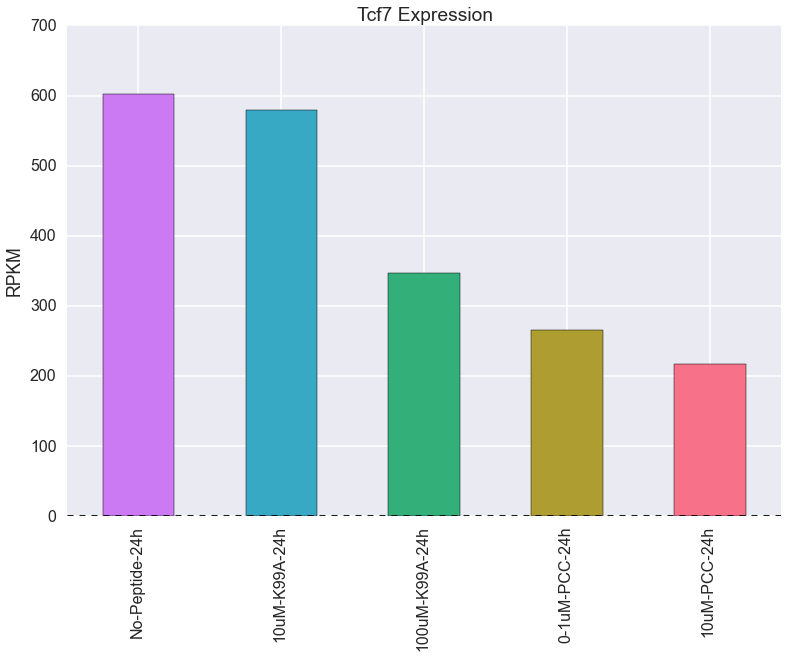 Tcf7 Expression
700
600
500
400
300
200
100
0
RPKM
No-Peptide-24h
10uM-K99A-24h
100uM-K99A-24h
0-1uM-PCC-24h
10uM-PCC-24h